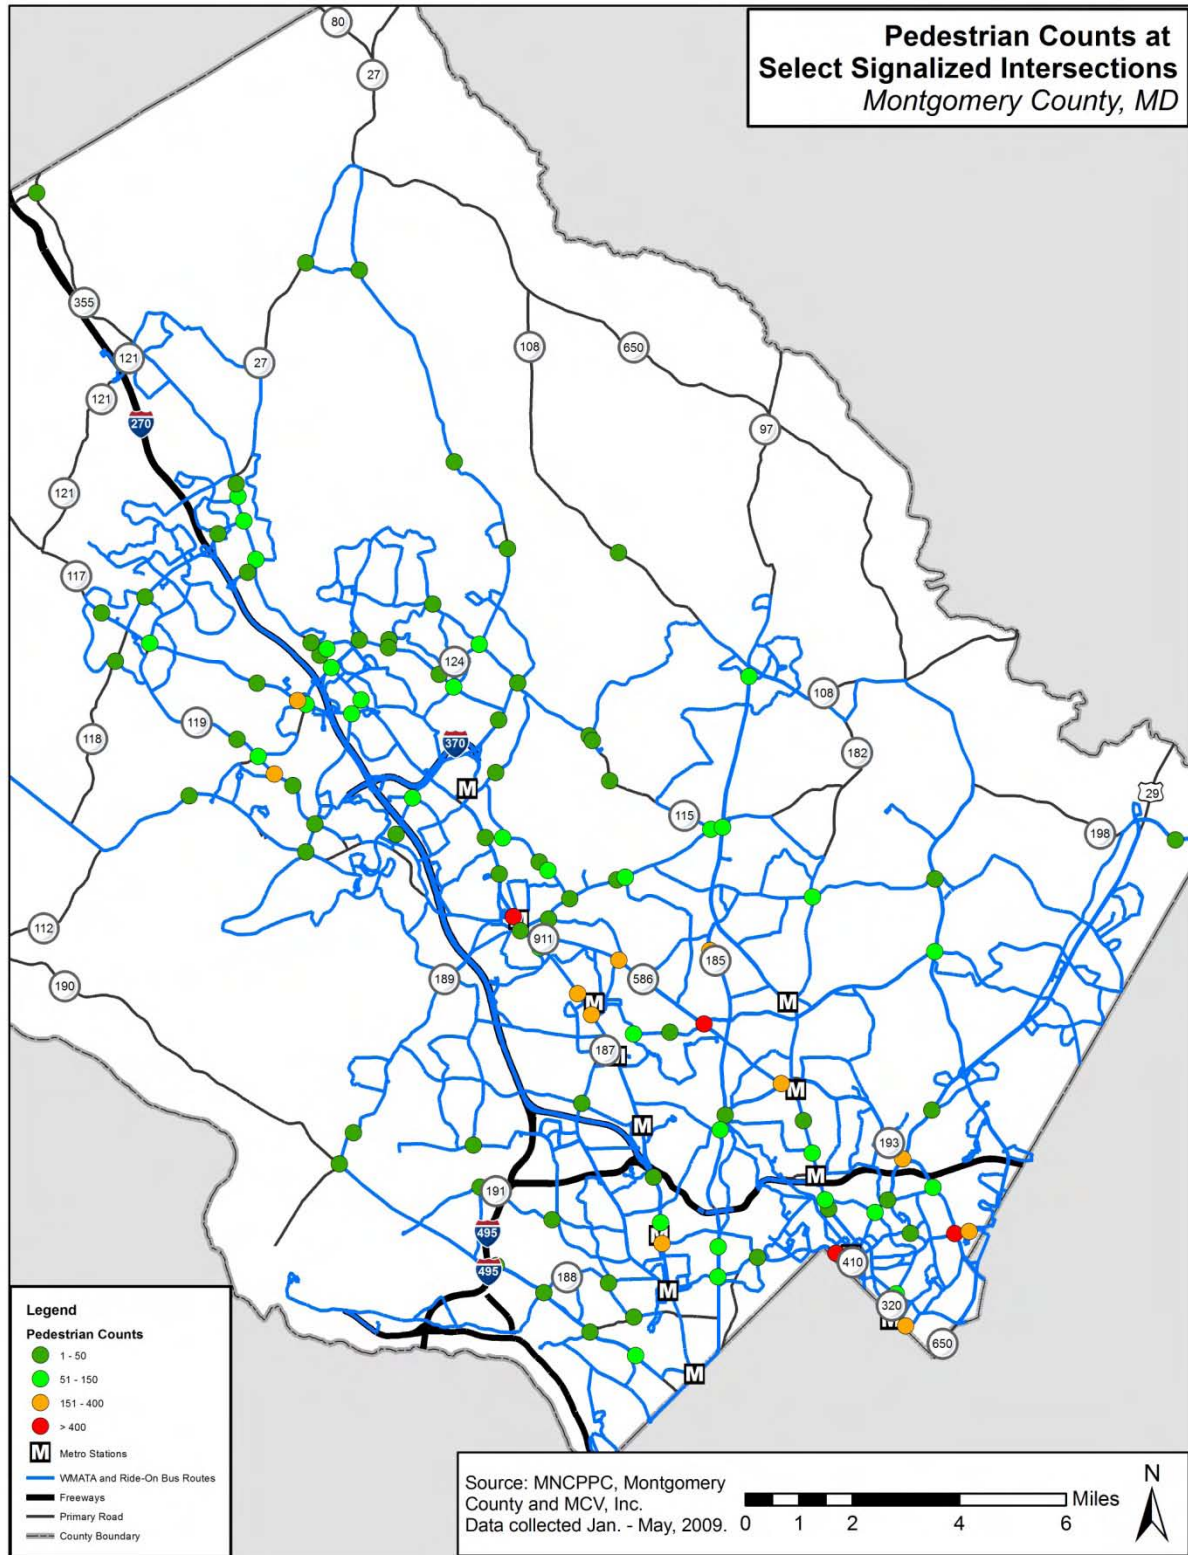 Pedestrian Counts at
Select Signalized Intersections
Montgomery County, MD
80
27
355
121
27
108
650
121
270
97
121
117
124
108
119
118
370
182
29
115
198
112
911
190
189
586
185
187
193
191
495
495
188
410
320
650
M
M
M
M
M
M
M
M
M
M
M
M
M
Legend
Pedestrian Counts
1 - 50
51 - 150
151 - 400
> 400
M Metro Stations
WMATA and Ride-On Bus Routes
Freeways
Primary Road
County Boundary
Source: MNCPPC, Montgomery
County and MCV, Inc.
Data collected Jan. - May, 2009.
0 1 2 4 6 Miles
N